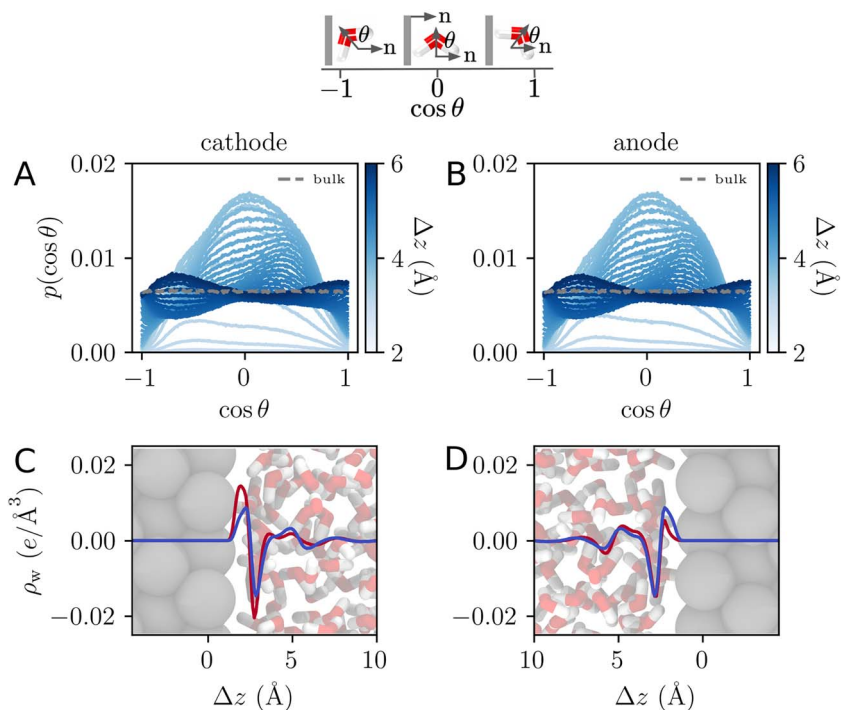 θ n n θ θ n
−1 0 1
cos θ
cathode anode
A B
0.02 6 0.02 6
bulk bulk
p(cos θ) 0.01 4 Δz (Å) 0.01 4 Δz (Å)
0.00 2 0.00 2
−1 0 1 −1 0 1
cos θ cos θ
C D
0.02 0.02
ρw (e/Å³) 0.00 0.00
−0.02 −0.02
0 5 10 10 5 0
Δz (Å) Δz (Å)